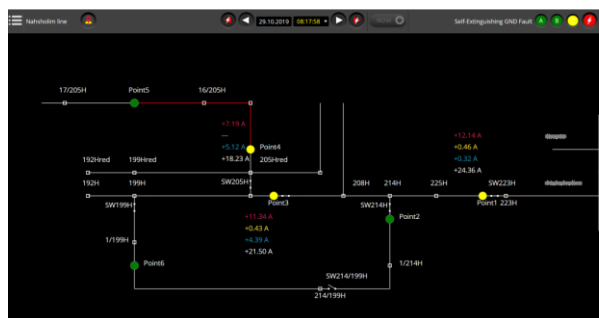 Nahsholim line
29.10.2019 08:17:58
NOW
Self-Extinguishing GND Fault A B
17/205H Point5 16/205H
+7.19 A
---
+5.12 A Point4
+18.23 A 205Hred
+12.14 A
+0.46 A
+0.32 A
+24.36 A
192Hred 199Hred
192H 199H SW205H 208H 214H 225H SW223H
SW199H Point3 SW214H Point1 223H
+11.34 A
+0.43 A
+4.39 A
+21.50 A
Point2
1/199H
Point6 1/214H
SW214/199H
214/199H